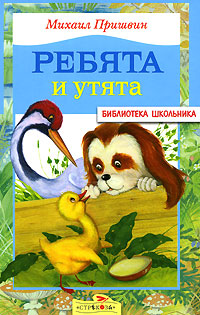 Михаил Пришвин
РЕБЯТА
и УТЯТА
БИБЛИОТЕКА ШКОЛЬНИКА
СТРЕКОЗА